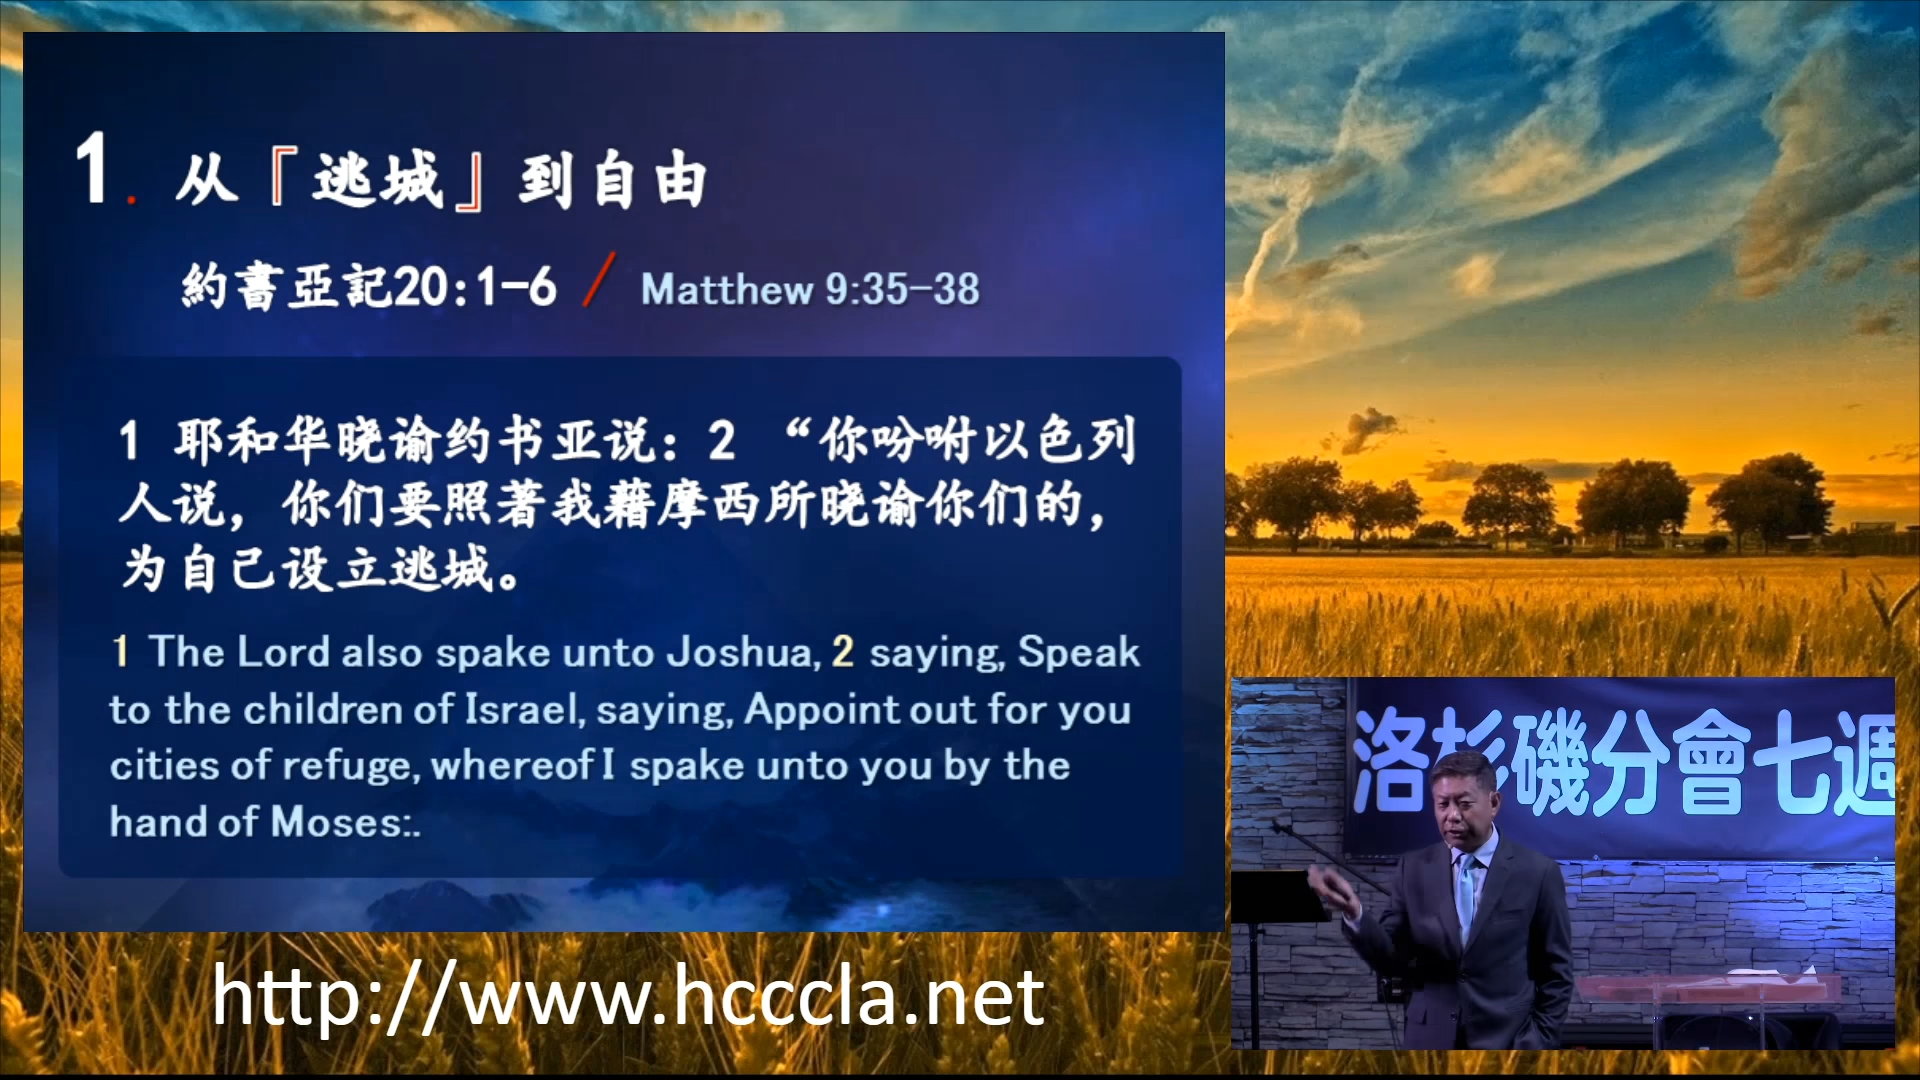 1. 从『逃城』到自由
約書亞記20:1-6 / Matthew 9:35-38
1 耶和华晓谕约书亚说：2 “你吩咐以色列
人说，你们要照著我藉摩西所晓谕你们的，
为自己设立逃城。
1 The Lord also spake unto Joshua, 2 saying, Speak
to the children of Israel, saying, Appoint out for you
cities of refuge, whereof I spake unto you by the
hand of Moses:.
洛杉磯分會七週
http://www.hcccla.net